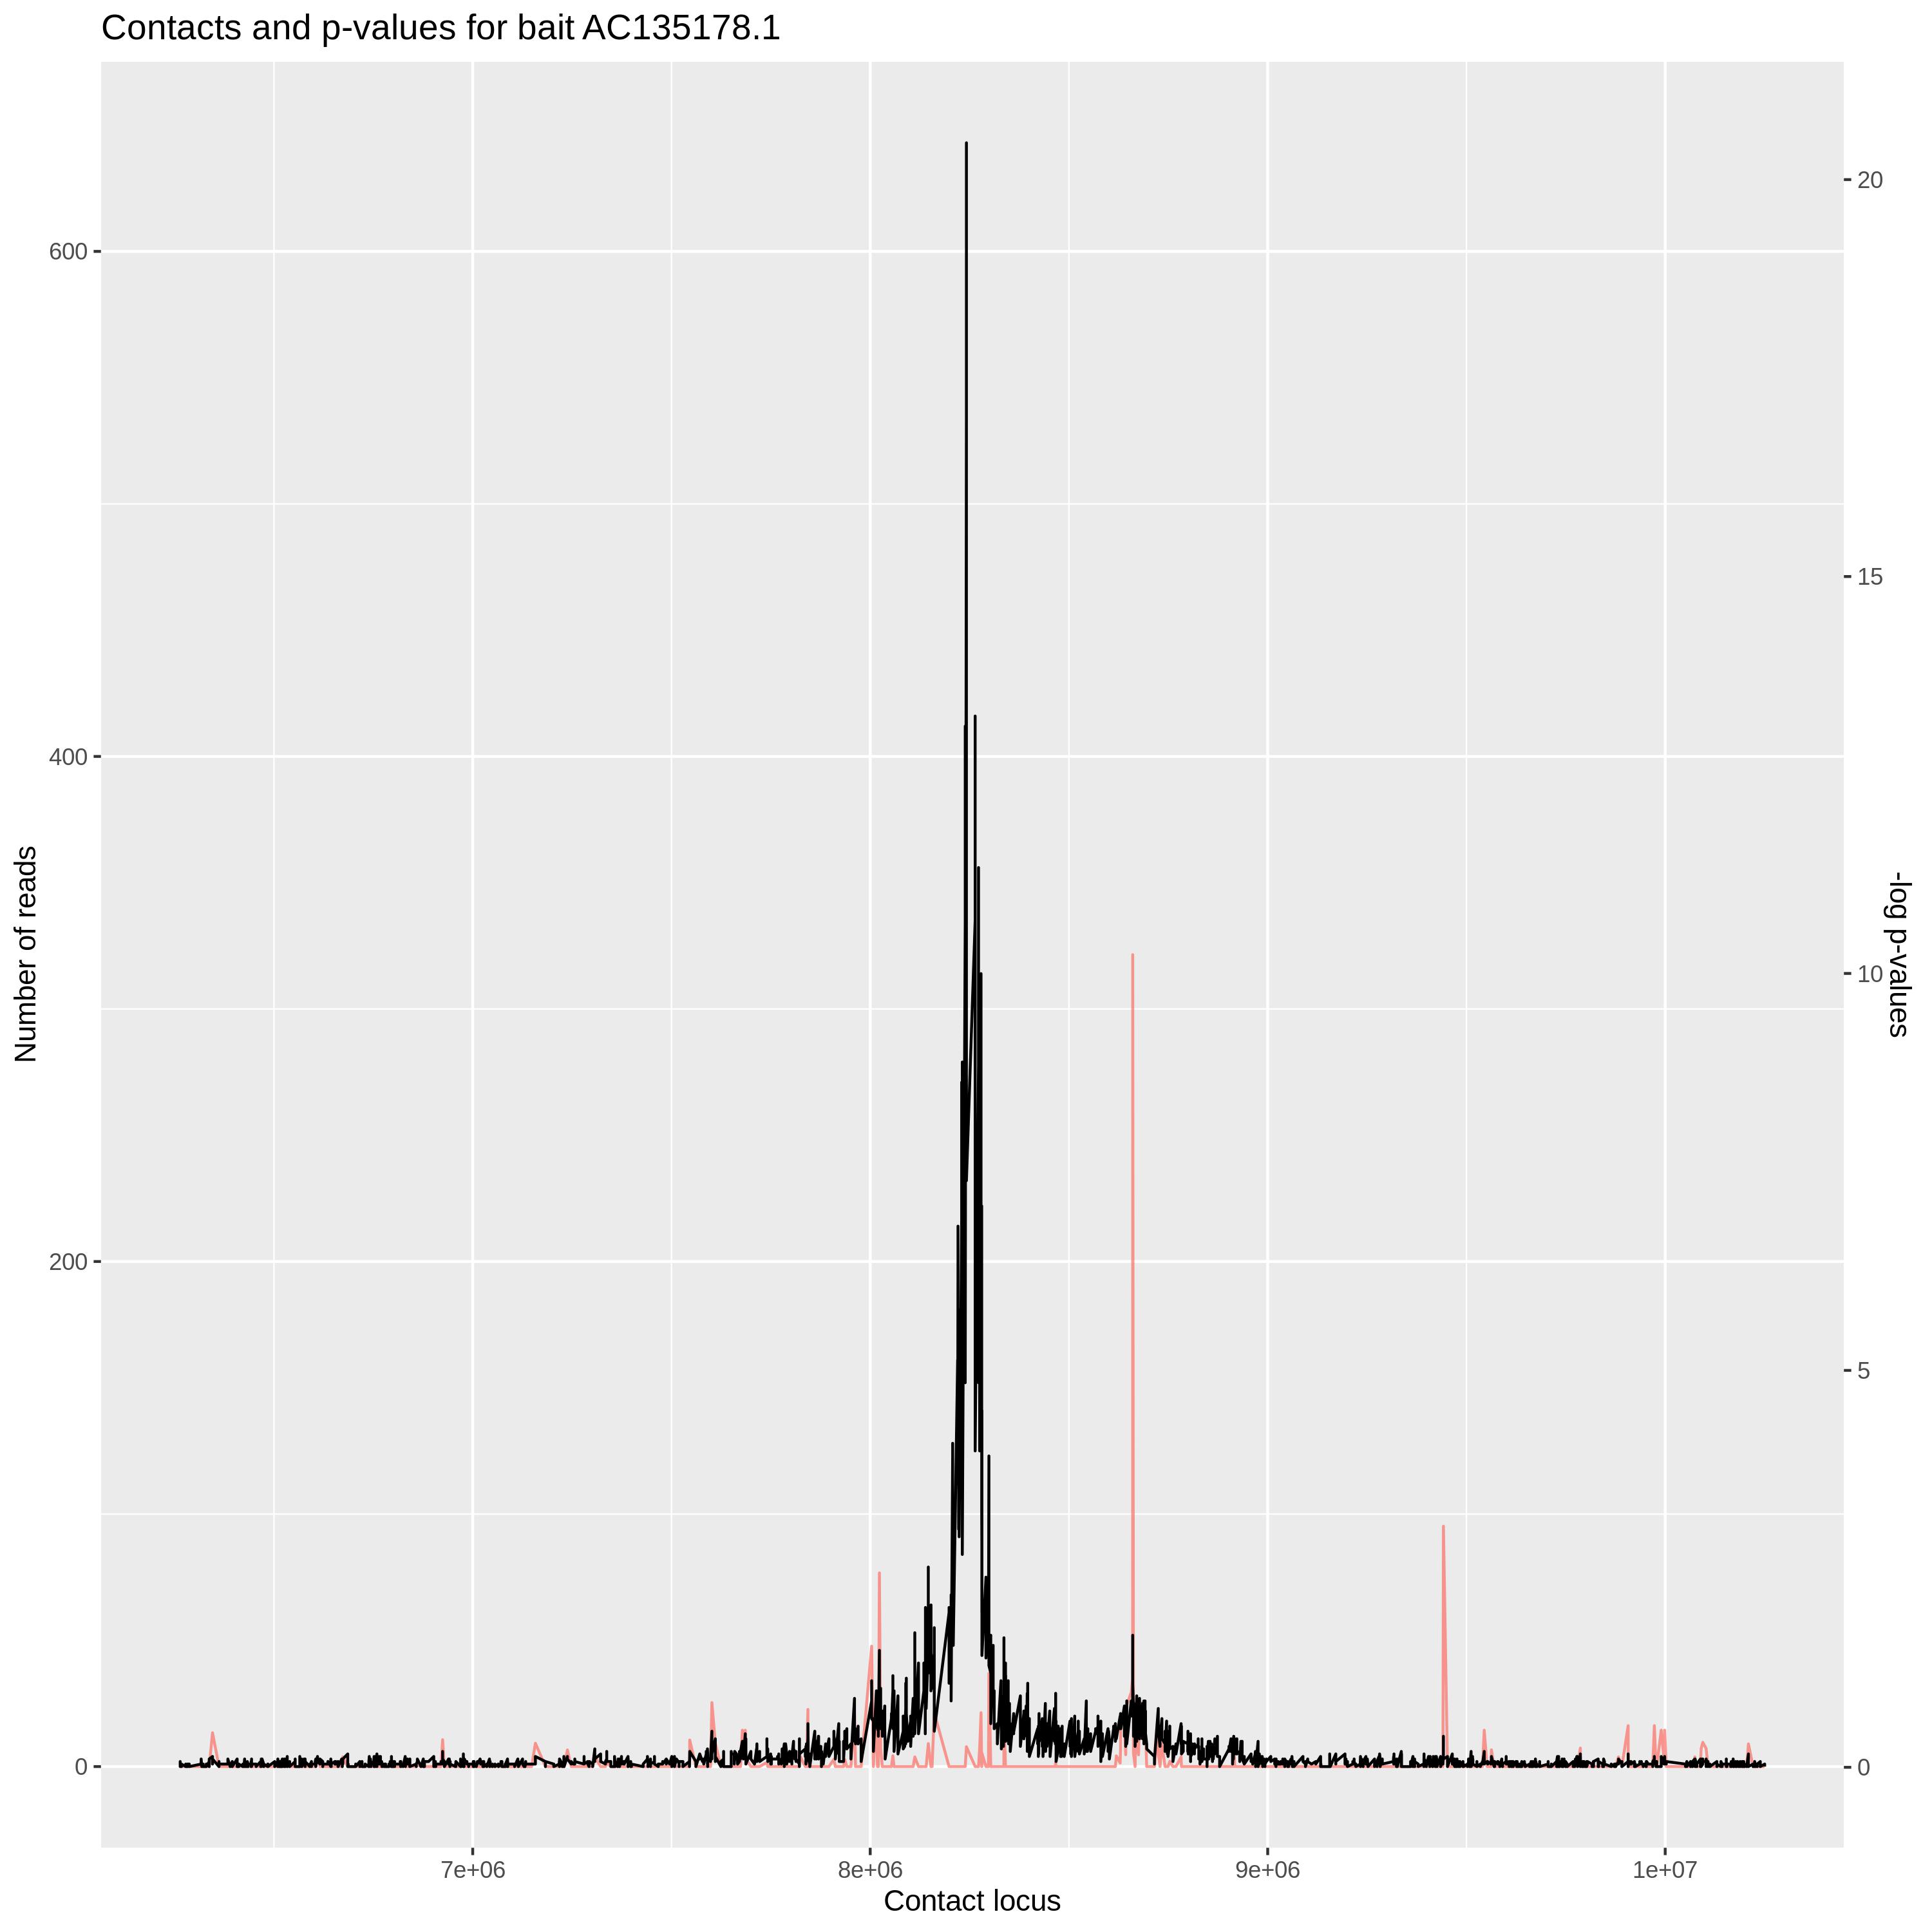 Contacts and p-values for bait AC135178.1
600
400
200
0
Number of reads
20
15
10
5
0
-log p-values
7e+06
8e+06
9e+06
1e+07
Contact locus